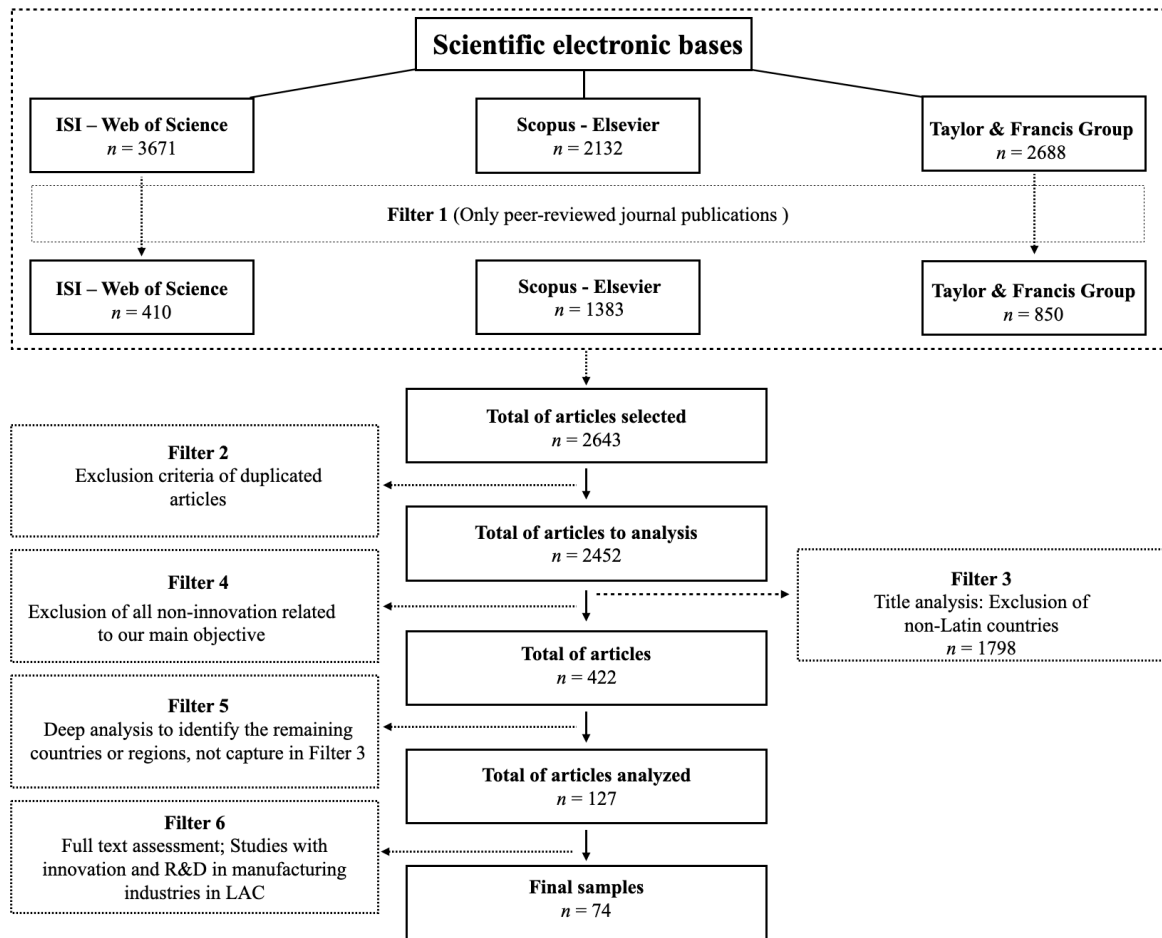 Scientific electronic bases
ISI – Web of Science
n = 3671
Scopus - Elsevier
n = 2132
Taylor & Francis Group
n = 2688
Filter 1 (Only peer-reviewed journal publications )
ISI – Web of Science
n = 410
Scopus - Elsevier
n = 1383
Taylor & Francis Group
n = 850
Total of articles selected
n = 2643
Filter 2
Exclusion criteria of duplicated
articles
Total of articles to analysis
n = 2452
Filter 3
Title analysis: Exclusion of
non-Latin countries
n = 1798
Filter 4
Exclusion of all non-innovation related
to our main objective
Total of articles
n = 422
Filter 5
Deep analysis to identify the remaining
countries or regions, not capture in Filter 3
Total of articles analyzed
n = 127
Filter 6
Full text assessment; Studies with
innovation and R&D in manufacturing
industries in LAC
Final samples
n = 74